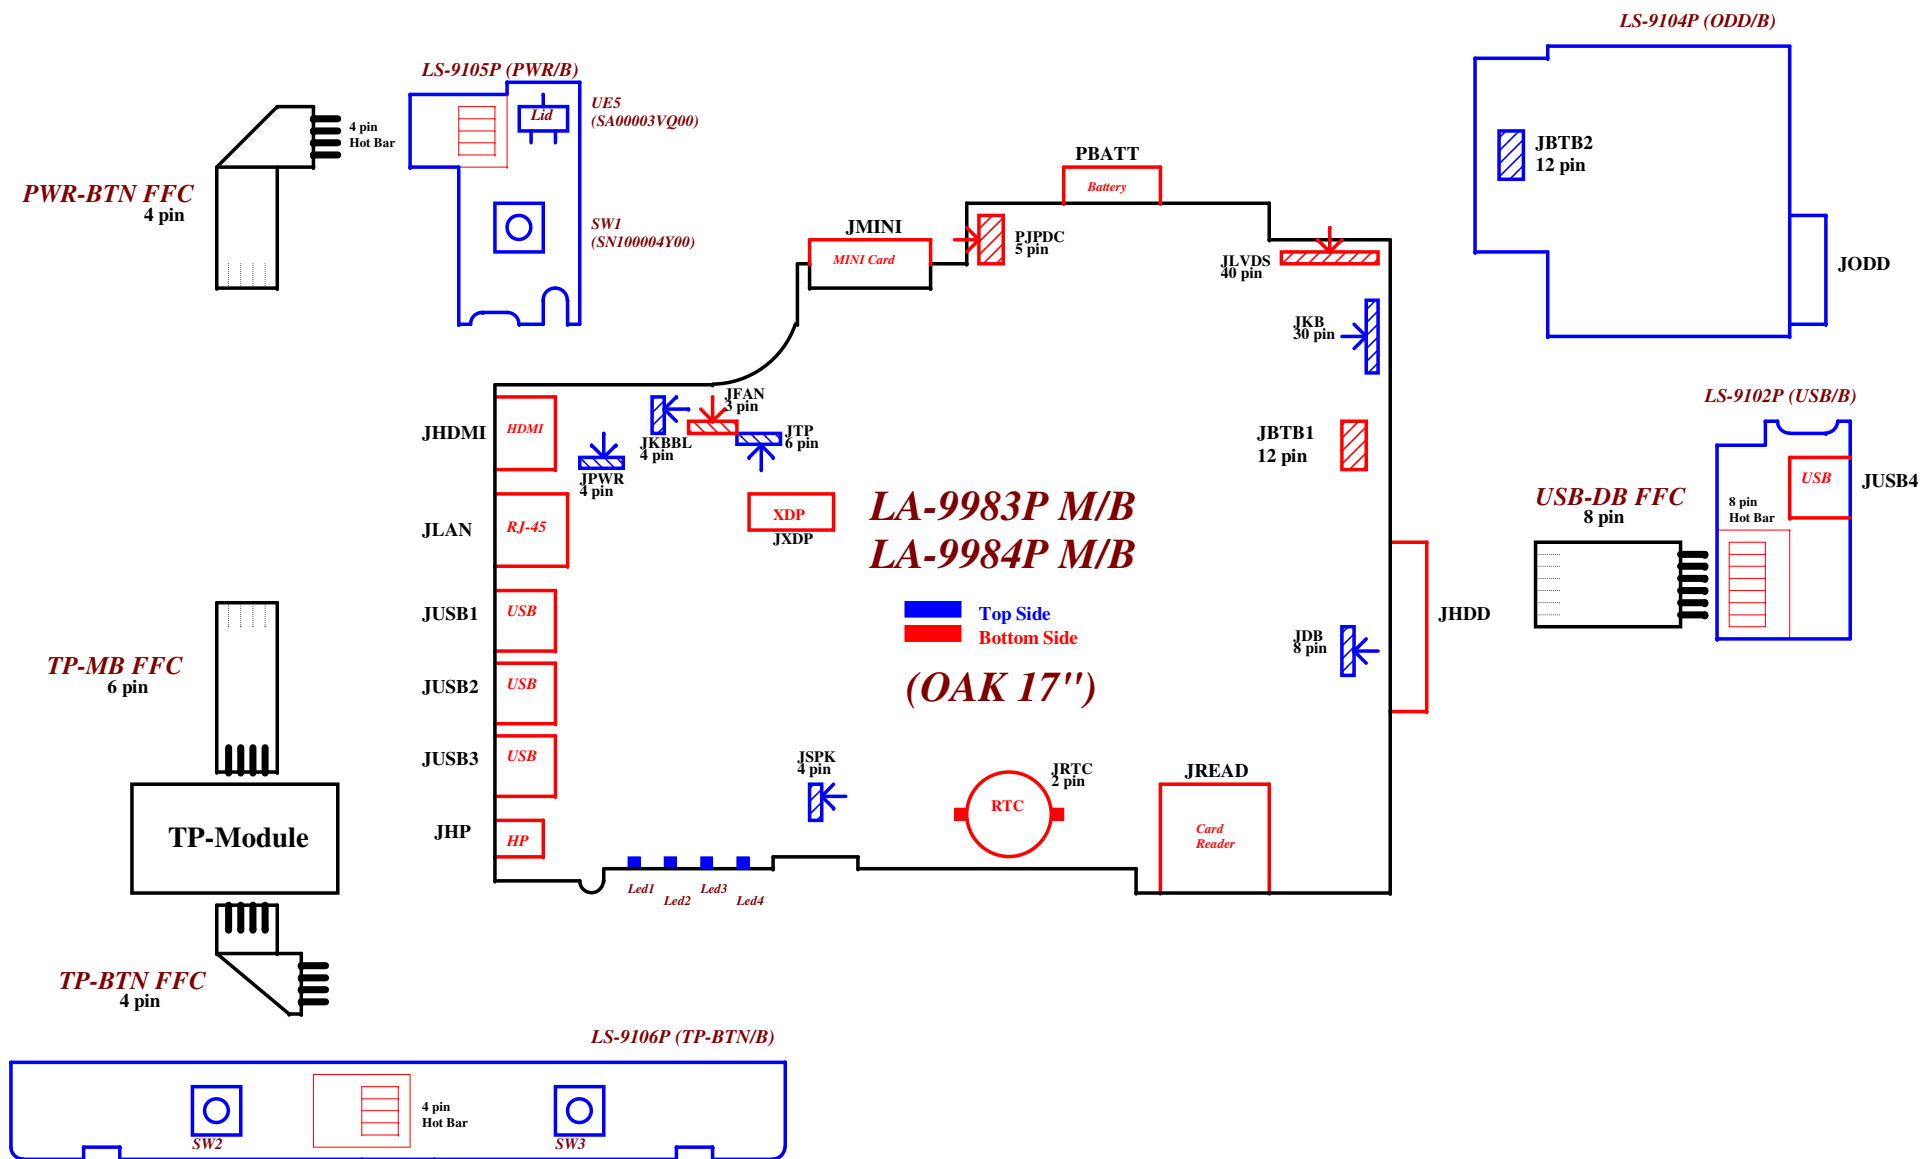 LS-9104P (ODD/B)
LS-9105P (PWR/B)
UE5
(SA00003VQ00)
Lid
4 pin
Hot Bar
PWR-BTN FFC
4 pin
SW1
(SN100004Y00)
PBATT
Battery
JBTB2
12 pin
JMINI
MINI Card
PJPDC
5 pin
JLVDS
40 pin
JODD
JKB
30 pin
LS-9102P (USB/B)
JHDMI
HDMI
JFAN
3 pin
JKBBL
4 pin
JTP
6 pin
JPWR
4 pin
JBTB1
12 pin
USB
JUSB4
USB-DB FFC
8 pin
8 pin
Hot Bar
JLAN
RJ-45
XDP
JXDP
LA-9983P M/B
LA-9984P M/B
Top Side
Bottom Side
(OAK 17")
JUSB1
USB
JHDD
JDB
8 pin
TP-MB FFC
6 pin
JUSB2
USB
JUSB3
USB
JSPK
4 pin
JRTC
2 pin
RTC
JREAD
Card
Reader
TP-Module
JHP
HP
Led1
Led2
Led3
Led4
TP-BTN FFC
4 pin
LS-9106P (TP-BTN/B)
4 pin
Hot Bar
SW2
SW3